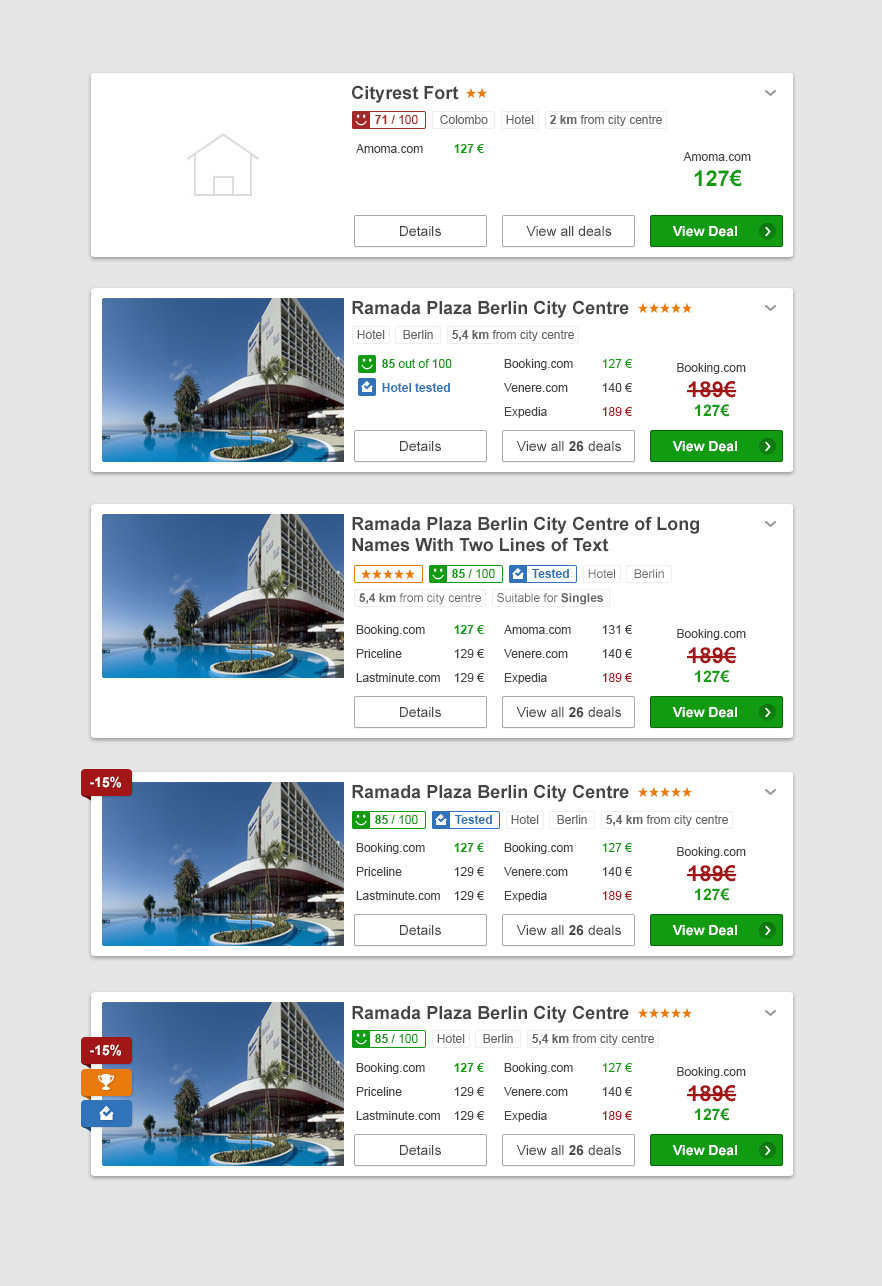 Cityrest Fort
71 / 100 Colombo Hotel 2 km from city centre
Amoma.com 127 €
Amoma.com
127€
Details View all deals View Deal
Ramada Plaza Berlin City Centre
Hotel Berlin 5,4 km from city centre
85 out of 100
Hotel tested
Booking.com 127 €
Venere.com 140 €
Expedia 189 €
Booking.com
189€
127€
Details View all 26 deals View Deal
Ramada Plaza Berlin City Centre of Long
Names With Two Lines of Text
85 / 100 Tested Hotel Berlin
5,4 km from city centre Suitable for Singles
Booking.com 127 € Amoma.com 131 €
Priceline 129 € Venere.com 140 €
Lastminute.com 129 € Expedia 189 €
Booking.com
189€
127€
Details View all 26 deals View Deal
-15%
Ramada Plaza Berlin City Centre
85 / 100 Tested Hotel Berlin 5,4 km from city centre
Booking.com 127 € Booking.com 127 €
Priceline 129 € Venere.com 140 €
Lastminute.com 129 € Expedia 189 €
Booking.com
189€
127€
Details View all 26 deals View Deal
Ramada Plaza Berlin City Centre
85 / 100 Hotel Berlin 5,4 km from city centre
-15%
Booking.com 127 € Booking.com 127 €
Priceline 129 € Venere.com 140 €
Lastminute.com 129 € Expedia 189 €
Booking.com
189€
127€
Details View all 26 deals View Deal